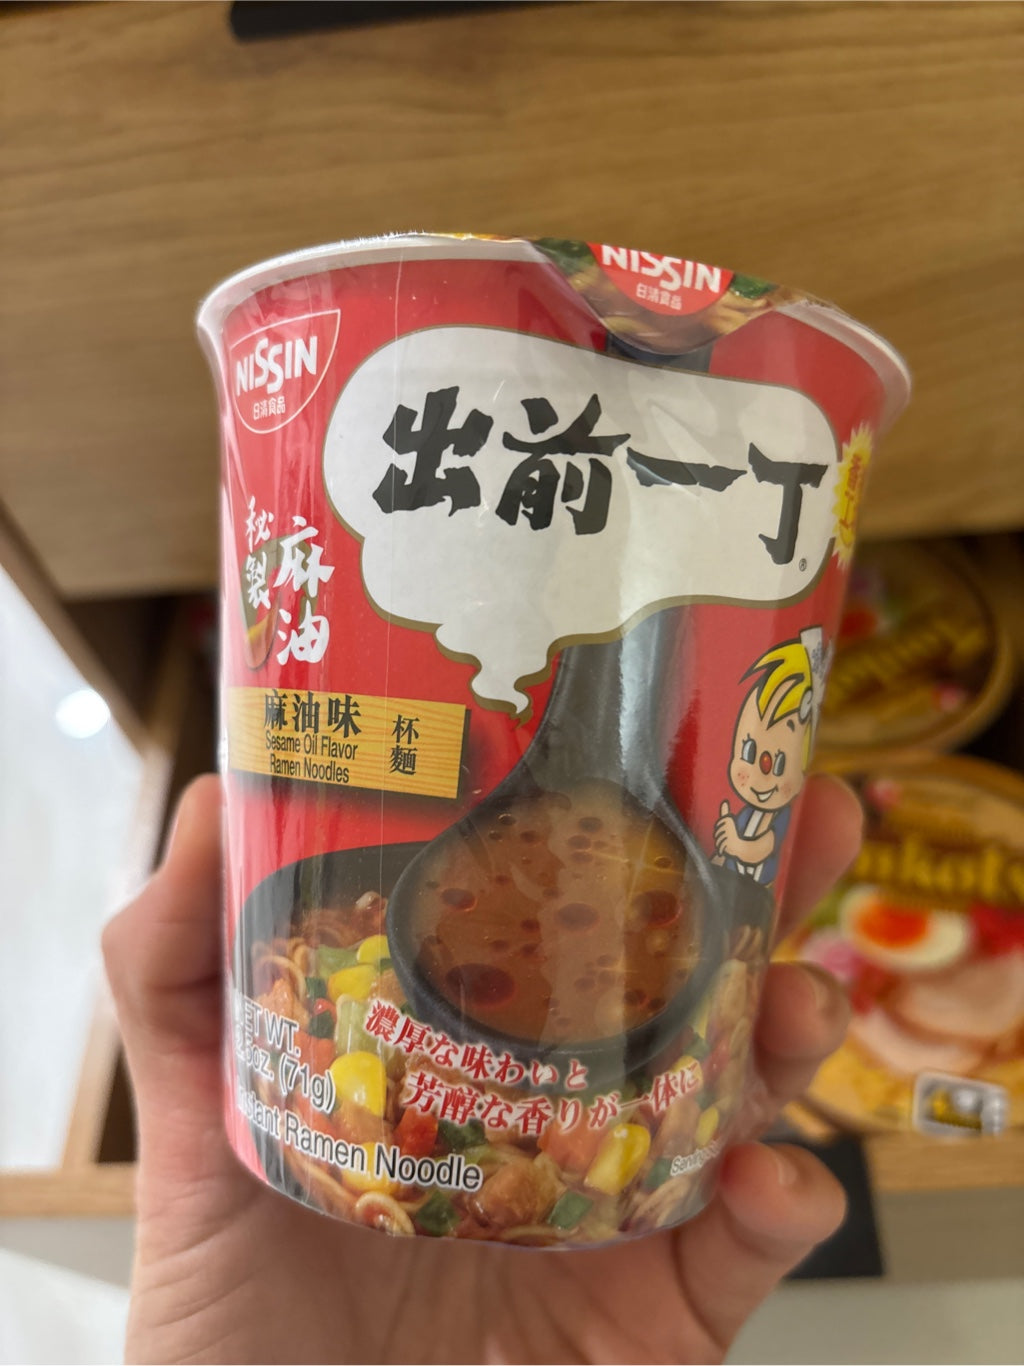 NISSIN
日清食品
NISSIN
日清食品
出前一丁
®
秘製
麻油
麻油味
Sesame Oil Flavor
Ramen Noodles
杯麵
濃厚な味わいと
芳醇な香りが一体に
WT.
oz. (71g)
Ramen Noodle